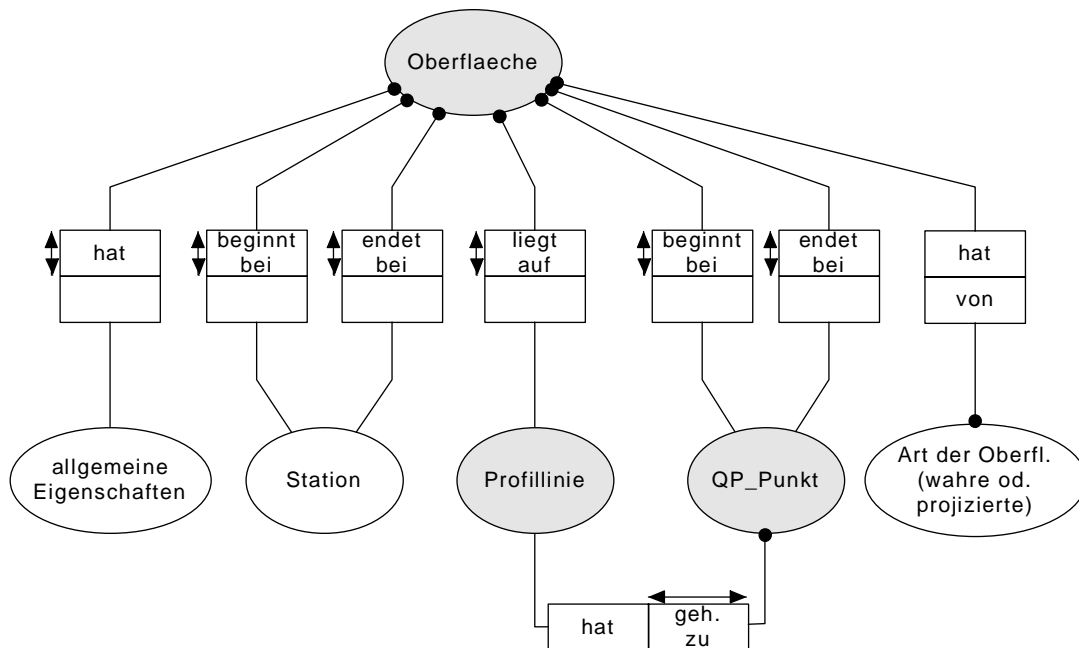 Oberflaeche
hat
beginnt
bei
endet
bei
liegt
auf
beginnt
bei
endet
bei
hat
von
allgemeine
Eigenschaften
Station
Profillinie
QP_Punkt
Art der Oberfl.
(wahre od.
projizierte)
hat
geh.
zu